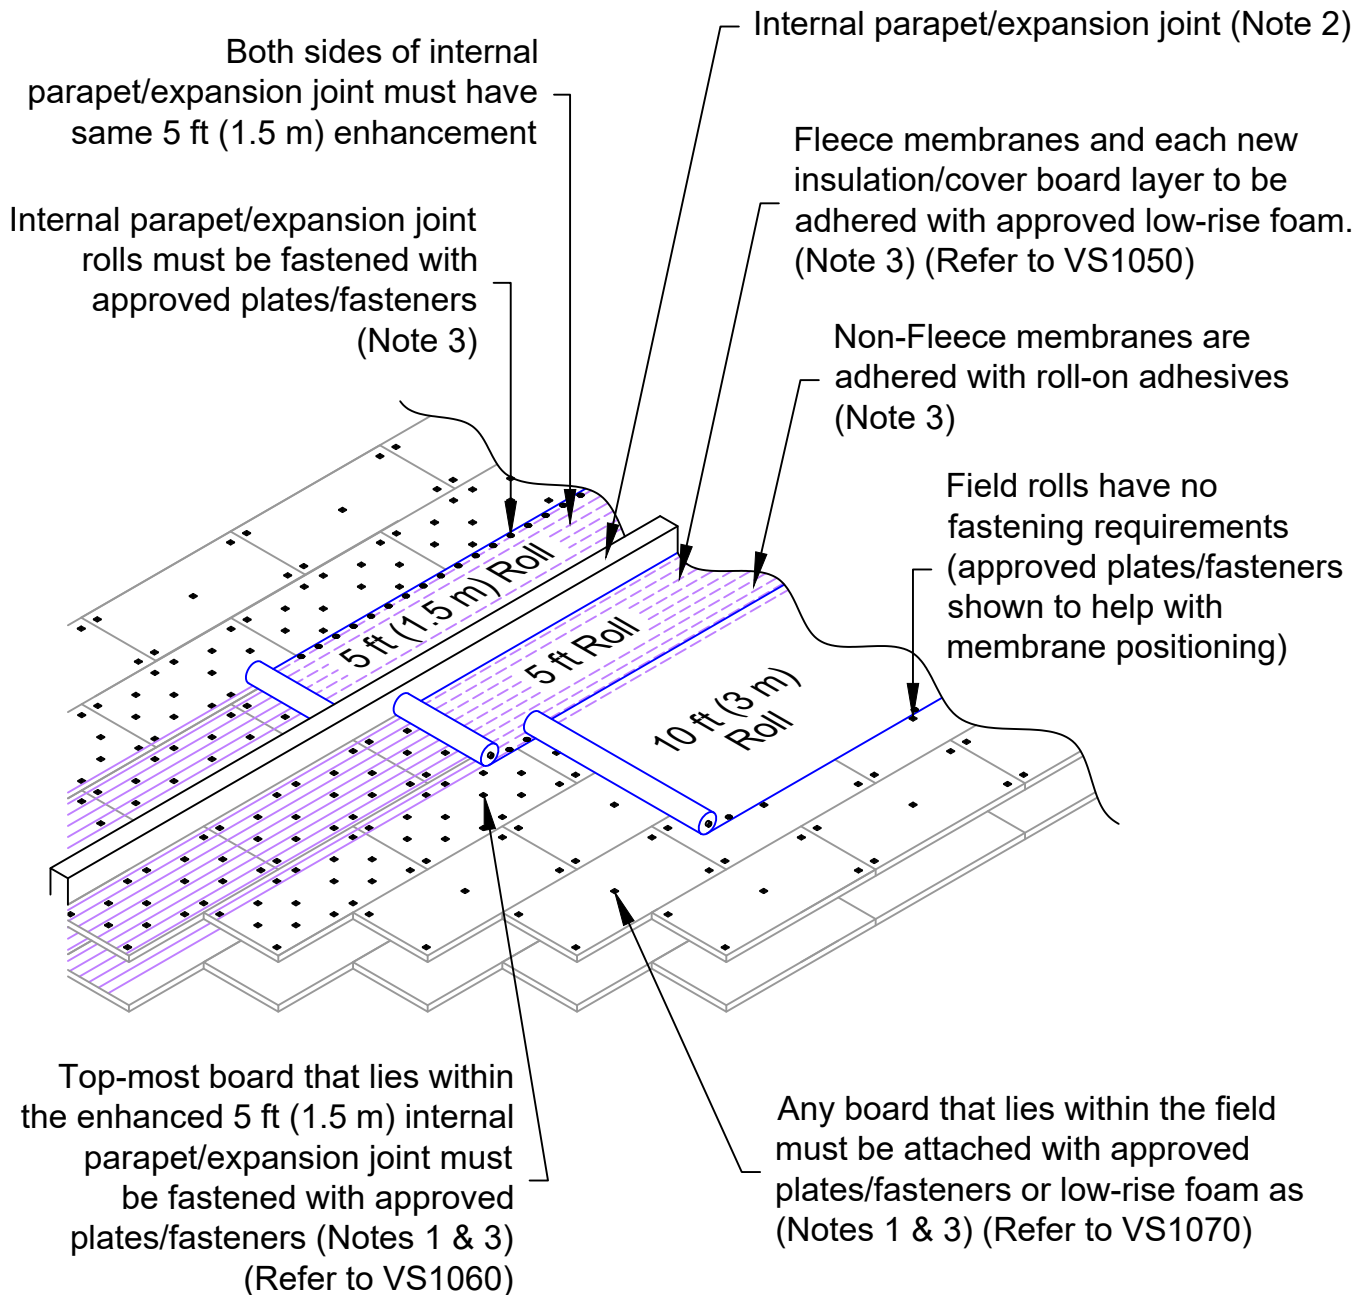 Internal parapet/expansion joint (Note 2)
Both sides of internal
parapet/expansion joint must have
same 5 ft (1.5 m) enhancement
Fleece membranes and each new
insulation/cover board layer to be
adhered with approved low-rise foam.
(Note 3) (Refer to VS1050)
Internal parapet/expansion joint
rolls must be fastened with
approved plates/fasteners
(Note 3)
Non-Fleece membranes are
adhered with roll-on adhesives
(Note 3)
Field rolls have no
fastening requirements
(approved plates/fasteners
shown to help with
membrane positioning)
5 ft (1.5 m) Roll
5 ft Roll
10 ft (3 m)
Roll
Top-most board that lies within
the enhanced 5 ft (1.5 m) internal
parapet/expansion joint must
be fastened with approved
plates/fasteners (Notes 1 & 3)
(Refer to VS1060)
Any board that lies within the field
must be attached with approved
plates/fasteners or low-rise foam as
(Notes 1 & 3) (Refer to VS1070)